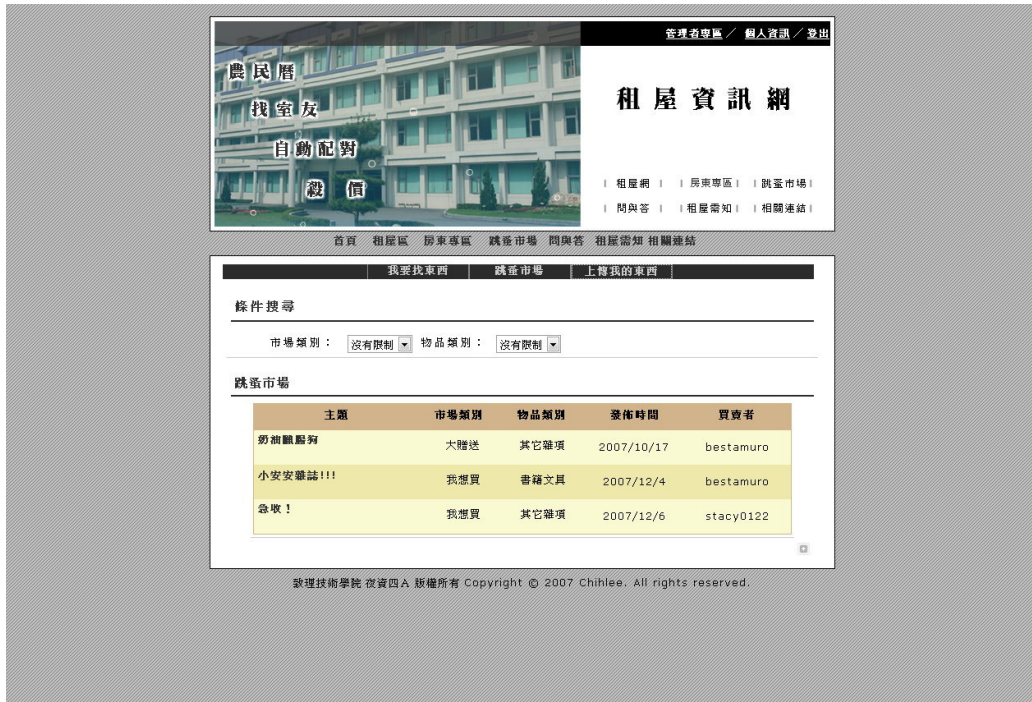 管理者專區／ 個人資訊／登出
農民曆
找室友
自動配對
殺價
租屋資訊網
| 租屋網 | | 房東專區 | | 跳蚤市場 |
| 問與答 | | 租屋需知 | | 相關連結 |
首頁 租屋區 房東專區 跳蚤市場 問與答 租屋需知 相關連結
我要找東西 | 跳蚤市場 | 上傳我的東西
條件搜尋
市場類別： 沒有限制 物品類別： 沒有限制
跳蚤市場
主題 市場類別 物品類別 發佈時間 買賣者
奶油臘腸狗 大贈送 其它雜項 2007/10/17 bestamuro
小安安雜誌!!! 我想買 書籍文具 2007/12/4 bestamuro
急收！ 我想買 其它雜項 2007/12/6 stacy0122
致理技術學院 夜資四A 版權所有 Copyright © 2007 Chihlee. All rights reserved.